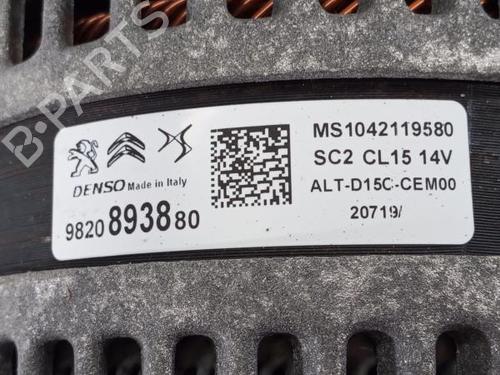 B-PARTS
DENSO Made in Italy
9820893880
MS1042119580
SC2 CL15 14V
ALT-D15C-CEM00
20719/